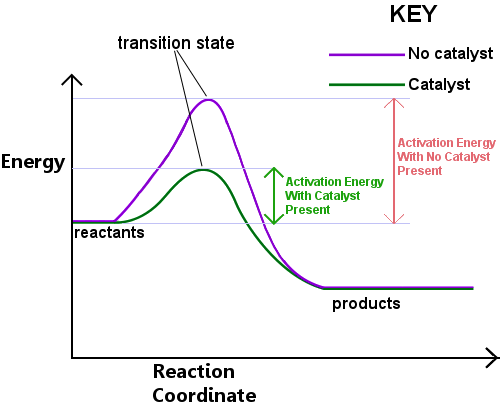 KEY
No catalyst
Catalyst
transition state
Energy
Activation Energy
With No Catalyst
Present
Activation Energy
With Catalyst
Present
reactants
products
Reaction
Coordinate